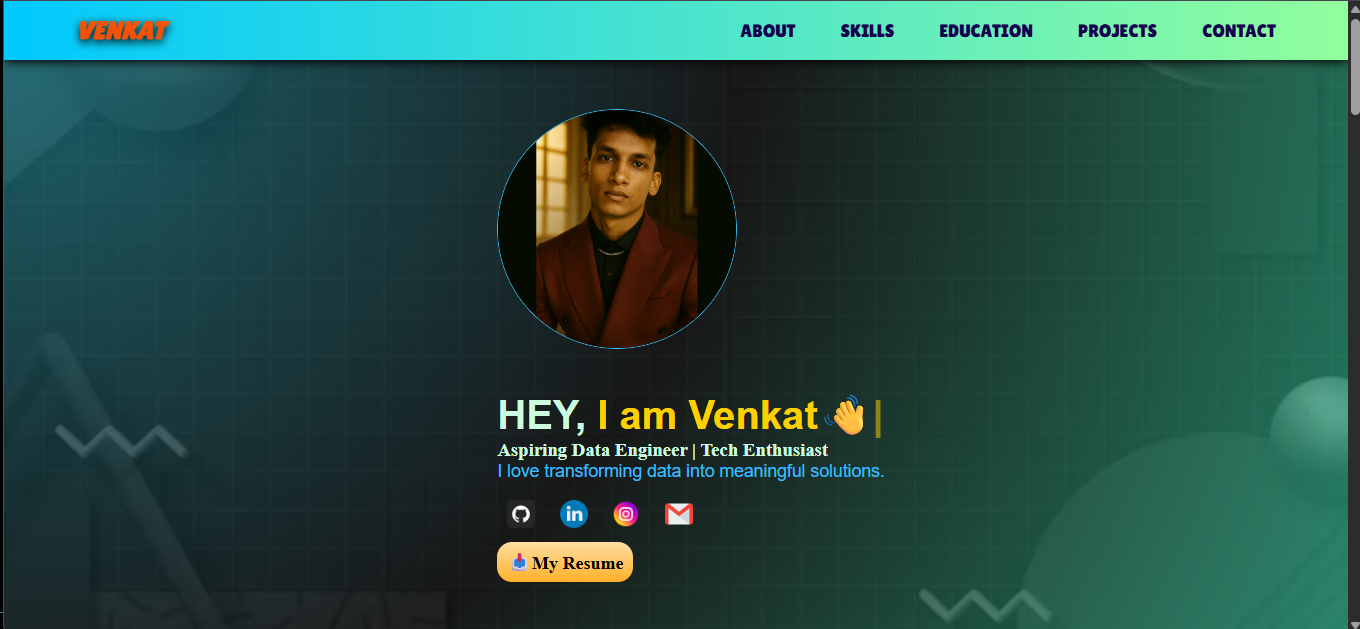 VENKAT
ABOUT SKILLS EDUCATION PROJECTS CONTACT
HEY, I am Venkat 👋 |
Aspiring Data Engineer | Tech Enthusiast
I love transforming data into meaningful solutions.
in
📥 My Resume